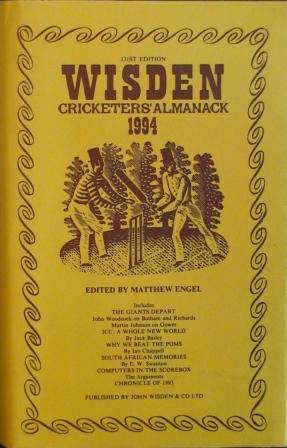 131ST EDITION
WISDEN
CRICKETERS' ALMANACK
1994
EDITED BY MATTHEW ENGEL
Includes
THE GIANTS DEPART
John Woodcock on Botham and Richards
Martin Johnson on Gower
ICC: A WHOLE NEW WORLD
By Jack Bailey
WHY WE BEAT THE POMS
By Ian Chappell
SOUTH AFRICAN MEMORIES
By E. W. Swanton
COMPUTERS IN THE SCOREBOX
The Arguments
CHRONICLE OF 1993
PUBLISHED BY JOHN WISDEN & CO LTD